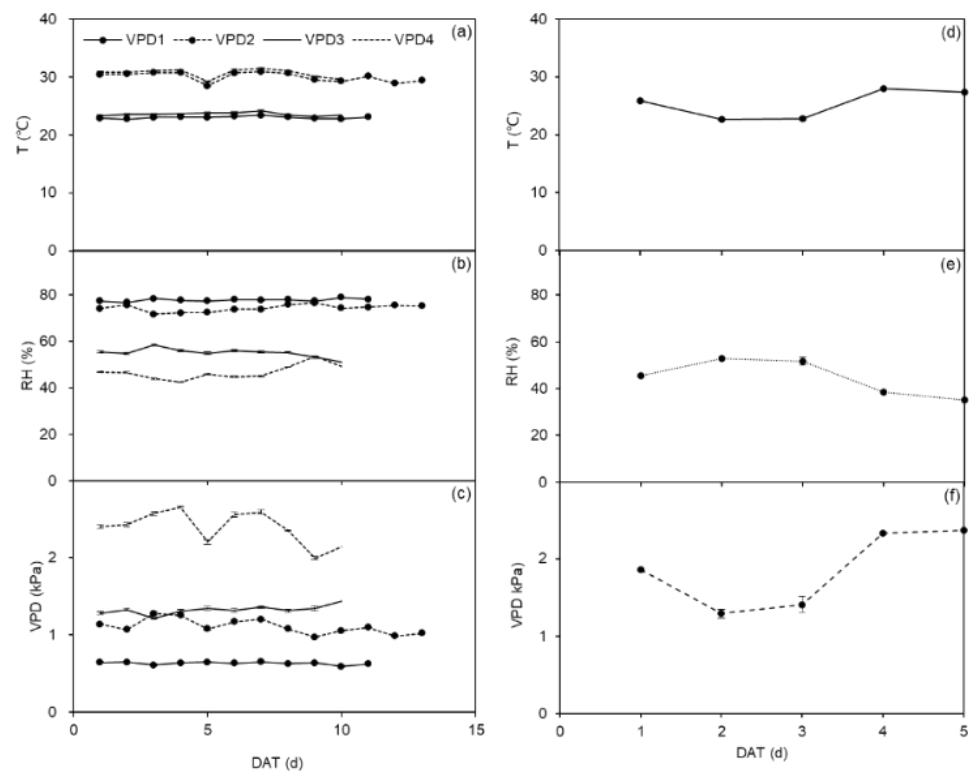 40
30
20
10
0
T (℃)
VPD1 VPD2 VPD3 VPD4
(a)
80
60
40
20
0
RH (%)
(b)
2
1
0
VPD (kPa)
(c)
0 5 10 15
DAT (d)
40
30
20
10
0
T (℃)
(d)
80
60
40
20
0
RH (%)
(e)
2
1
0
VPD kPa)
(f)
0 1 2 3 4 5
DAT (d)